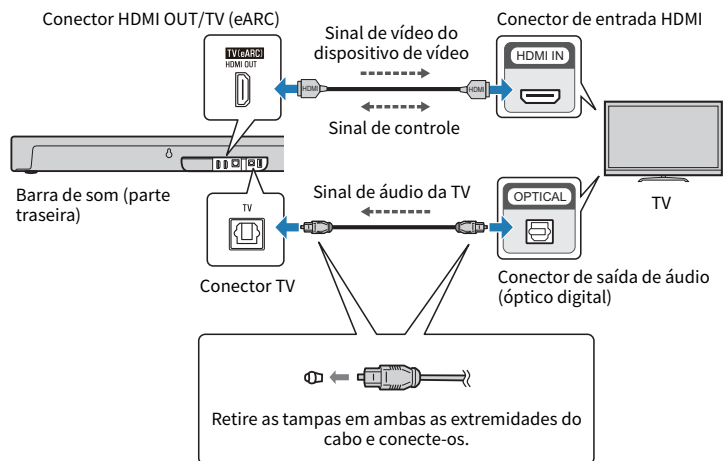 Conector HDMI OUT/TV (eARC)
Sinal de vídeo do
dispositivo de vídeo
Conector de entrada HDMI
TV(eARC)
HDMI OUT
HDMI
HDMI
HDMI IN
Sinal de controle
Barra de som (parte
traseira)
TV
Conector TV
Sinal de áudio da TV
OPTICAL
TV
Conector de saída de áudio
(óptico digital)
Retire as tampas em ambas as extremidades do
cabo e conecte-os.